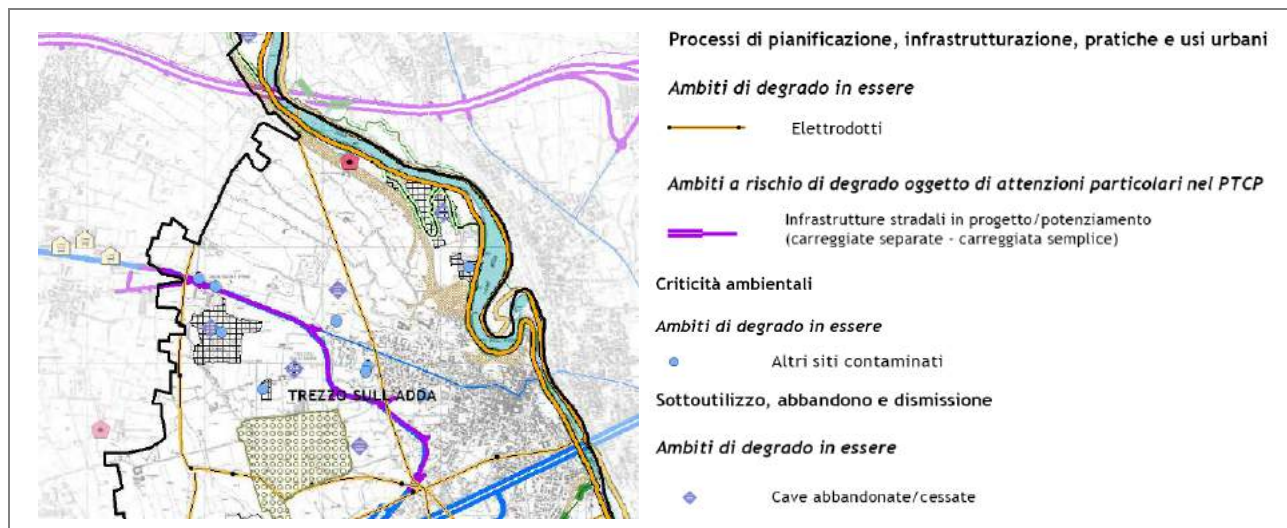 TREZZO SULL'ADDA
Processi di pianificazione, infrastrutturazione, pratiche e usi urbani
Ambiti di degrado in essere
Elettrodotti
Ambiti a rischio di degrado oggetto di attenzioni particolari nel PTCP
Infrastrutture stradali in progetto/potenziamento
(carreggiate separate - carreggiata semplice)
Criticità ambientali
Ambiti di degrado in essere
Altri siti contaminati
Sottoutilizzo, abbandono e dismissione
Ambiti di degrado in essere
Cave abbandonate/cessate